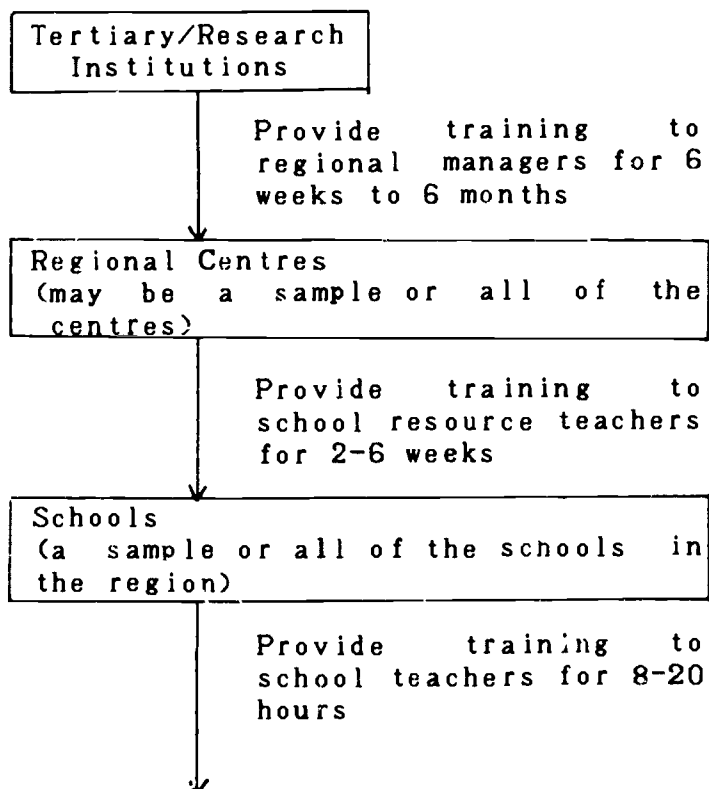 Tertiary/Research
Institutions
Provide training to
regional managers for 6
weeks to 6 months
Regional Centres
(may be a sample or all of the
centres)
Provide training to
school resource teachers
for 2-6 weeks
Schools
(a sample or all of the schools in
the region)
Provide training to
school teachers for 8-20
hours